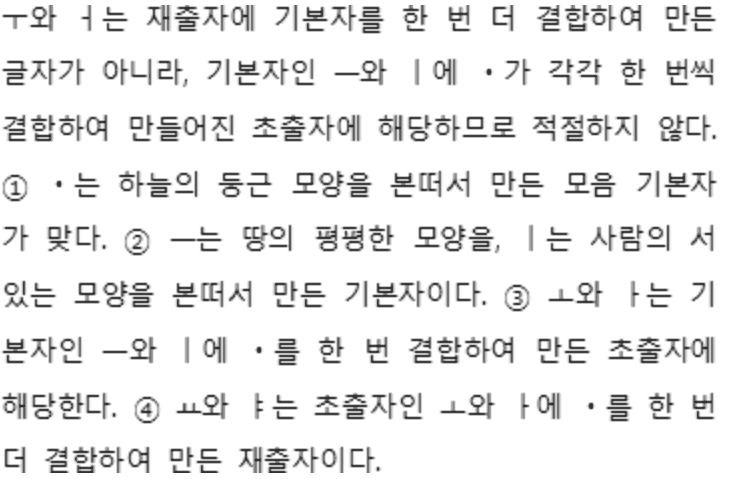 ㅜ와 ㅓ는 재출자에 기본자를 한 번 더 결합하여 만든
글자가 아니라, 기본자인 ㅡ와 ㅣ에 ·가 각각 한 번씩
결합하여 만들어진 초출자에 해당하므로 적절하지 않다.
① ·는 하늘의 둥근 모양을 본떠서 만든 모음 기본자
가 맞다. ② ㅡ는 땅의 평평한 모양을, ㅣ는 사람의 서
있는 모양을 본떠서 만든 기본자이다. ③ ㅗ와 ㅏ는 기
본자인 ㅡ와 ㅣ에 ·를 한 번 결합하여 만든 초출자에
해당한다. ④ ㅛ와 ㅑ는 초출자인 ㅗ와 ㅏ에 ·를 한 번
더 결합하여 만든 재출자이다.